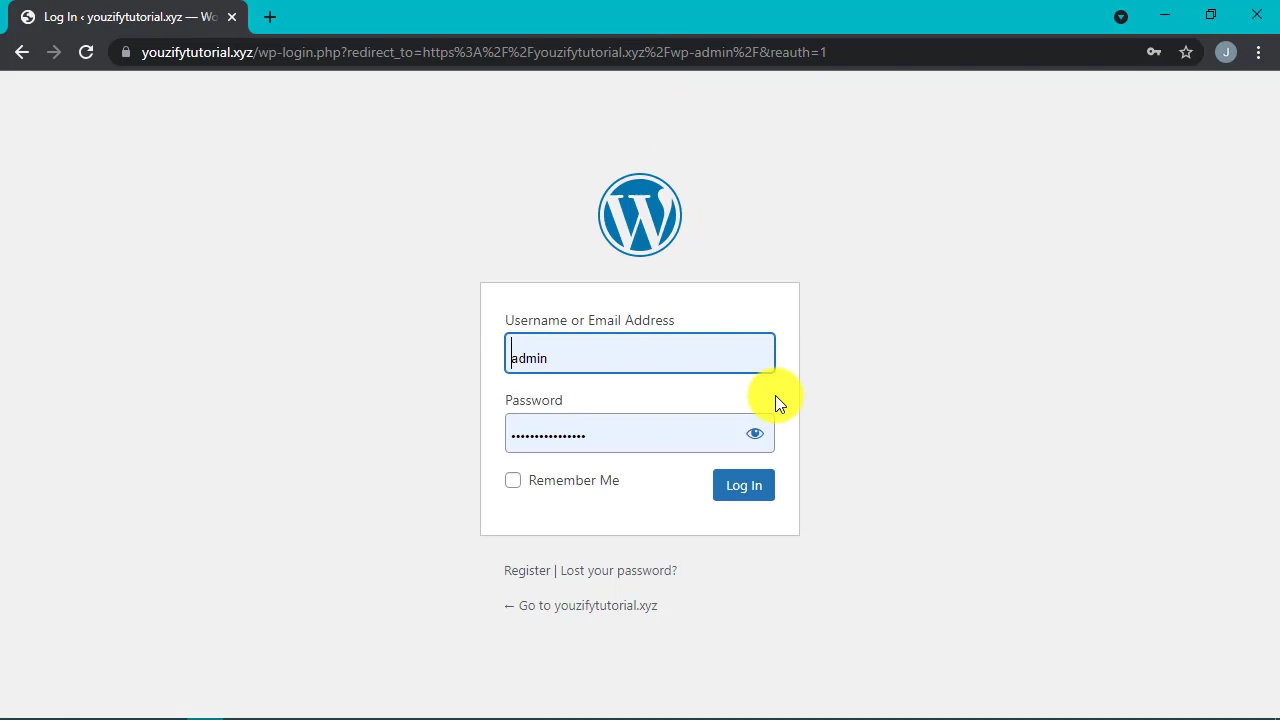 Log In ‹ youzifytutorial.xyz — Wo
youzifytutorial.xyz/wp-login.php?redirect_to=https%3A%2F%2Fyouzifytutorial.xyz%2Fwp-admin%2F&reauth=1
J
Username or Email Address
admin
Password
••••••••••••••••
Remember Me
Log In
Register | Lost your password?
← Go to youzifytutorial.xyz